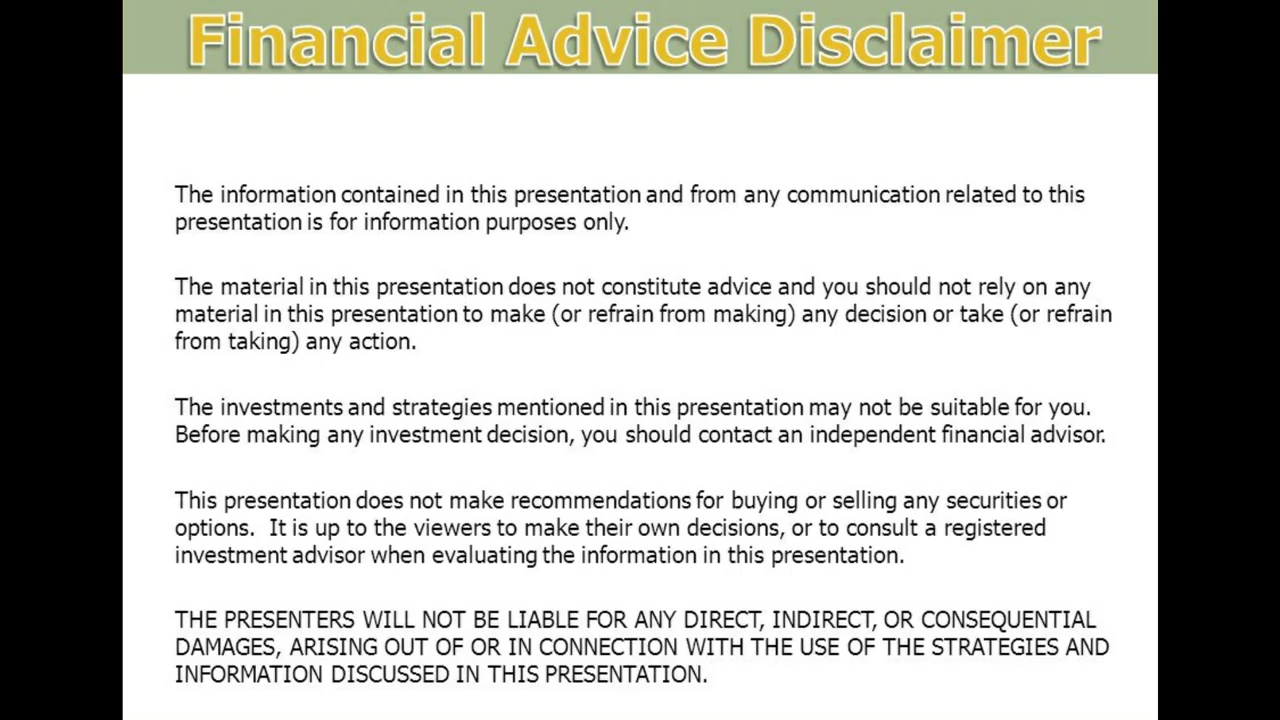 Financial Advice Disclaimer
The information contained in this presentation and from any communication related to this
presentation is for information purposes only.
The material in this presentation does not constitute advice and you should not rely on any
material in this presentation to make (or refrain from making) any decision or take (or refrain
from taking) any action.
The investments and strategies mentioned in this presentation may not be suitable for you.
Before making any investment decision, you should contact an independent financial advisor.
This presentation does not make recommendations for buying or selling any securities or
options.  It is up to the viewers to make their own decisions, or to consult a registered
investment advisor when evaluating the information in this presentation.
THE PRESENTERS WILL NOT BE LIABLE FOR ANY DIRECT, INDIRECT, OR CONSEQUENTIAL
DAMAGES, ARISING OUT OF OR IN CONNECTION WITH THE USE OF THE STRATEGIES AND
INFORMATION DISCUSSED IN THIS PRESENTATION.